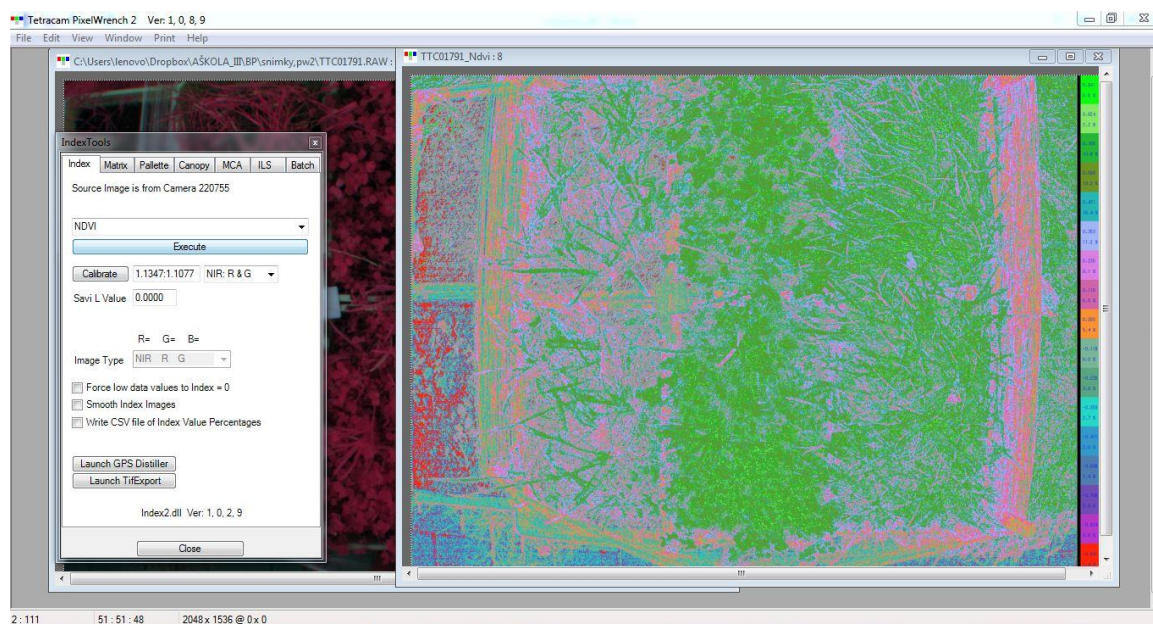 Tetracam PixelWrench 2 Ver: 1, 0, 8, 9
File Edit View Window Print Help
C:\Users\lenovo\Dropbox\AŠKOLA_III\BP\snimky,pw2\TTC01791.RAW :
TTC01791_Ndvi : 8
IndexTools
Index Matrix Pallette Canopy MCA ILS Batch
Source Image is from Camera 220755
NDVI
Execute
Calibrate 1.1347:1.1077 NIR: R & G
Savi L Value 0.0000
R= G= B=
Image Type NIR R G
Force low data values to Index = 0
Smooth Index Images
Write CSV file of Index Value Percentages
Launch GPS Distiller
Launch TifExport
Index2.dll Ver: 1, 0, 2, 9
Close
2 : 111 51 : 51 : 48 2048 x 1536 @ 0 x 0